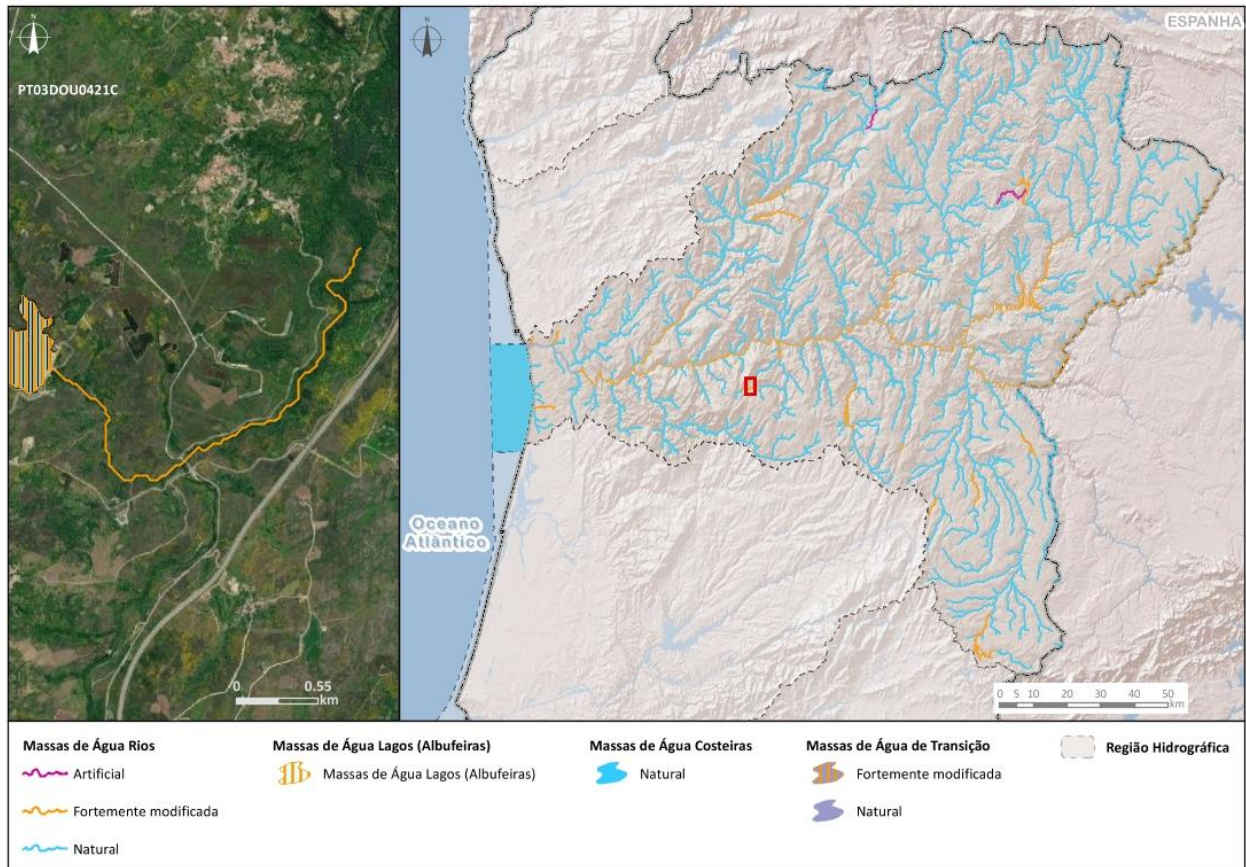 N
PT03DOU0421C
0 0.55
km
N
ESPANHA
Oceano
Atlântico
0 5 10 20 30 40 50
km
Massas de Água Rios
Artificial
Fortemente modificada
Natural
Massas de Água Lagos (Albufeiras)
Massas de Água Lagos (Albufeiras)
Massas de Água Costeiras
Natural
Massas de Água de Transição
Fortemente modificada
Natural
Região Hidrográfica